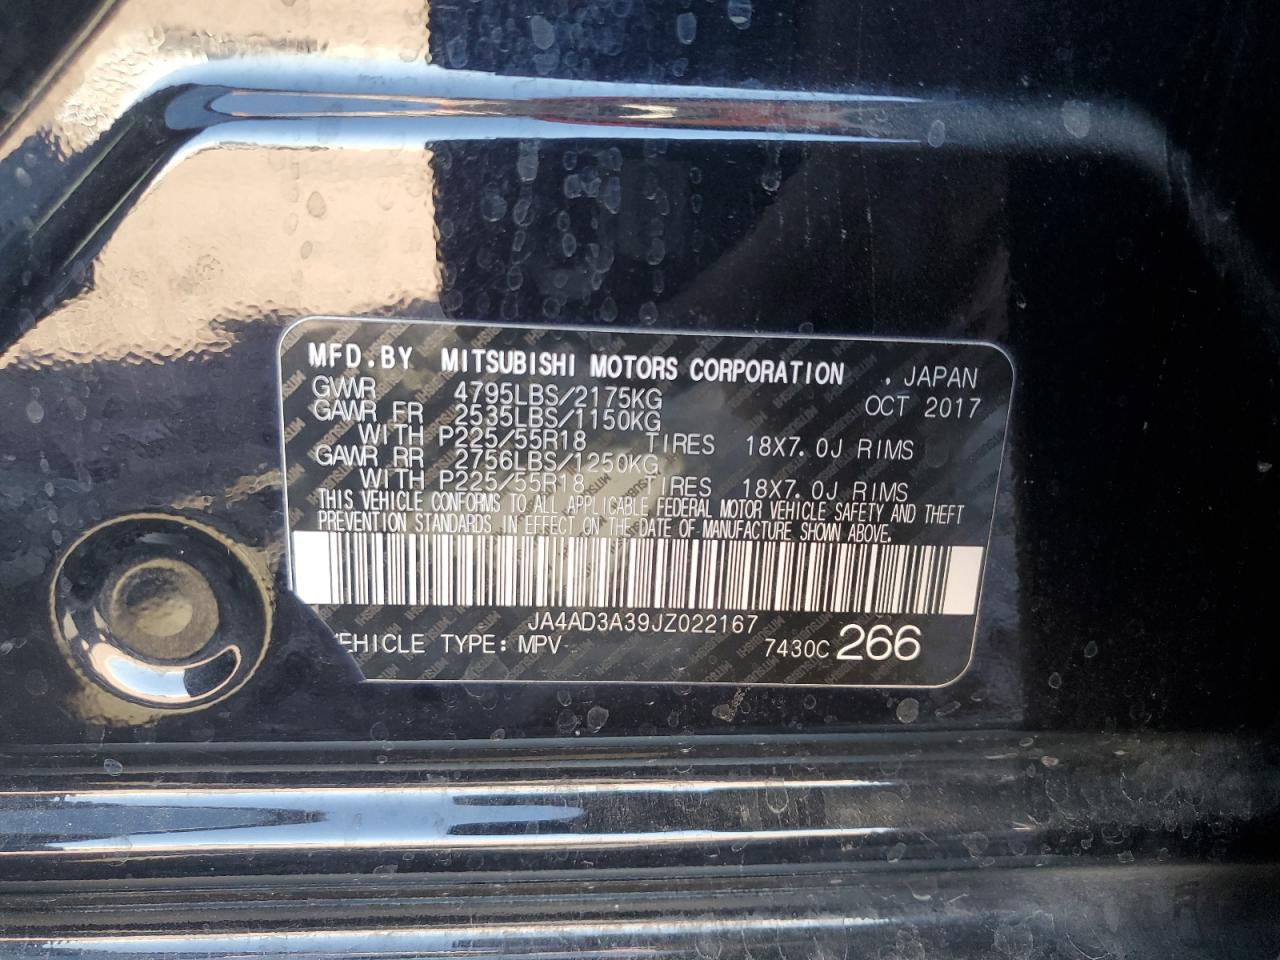 MFD.BY MITSUBISHI MOTORS CORPORATION , JAPAN
GVWR 4795LBS/2175KG OCT 2017
GAWR FR 2535LBS/1150KG
WITH P225/55R18 TIRES 18X7.0J RIMS
GAWR RR 2756LBS/1250KG
WITH P225/55R18 TIRES 18X7.0J RIMS
THIS VEHICLE CONFORMS TO ALL APPLICABLE FEDERAL MOTOR VEHICLE SAFETY AND THEFT
PREVENTION STANDARDS IN EFFECT ON THE DATE OF MANUFACTURE SHOWN ABOVE.
JA4AD3A39JZ022167
VEHICLE TYPE: MPV 7430C 266